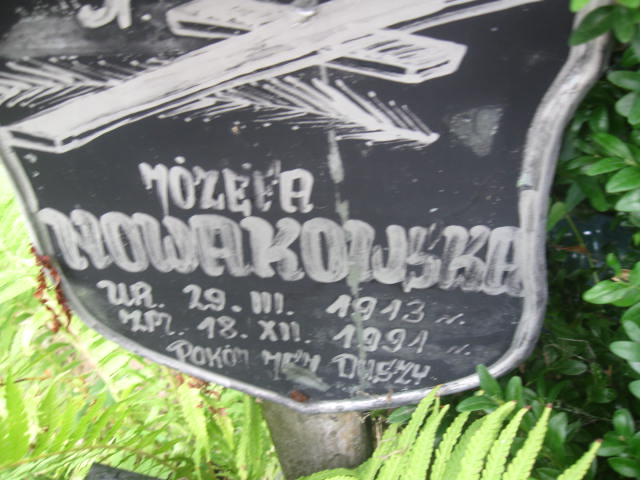 Ś.P.
JÓZEFA
NOWAKOWSKA
UR. 29. III. 1913 r.
ZM. 18. XII. 1991 r.
POKÓJ JEJ DUSZY